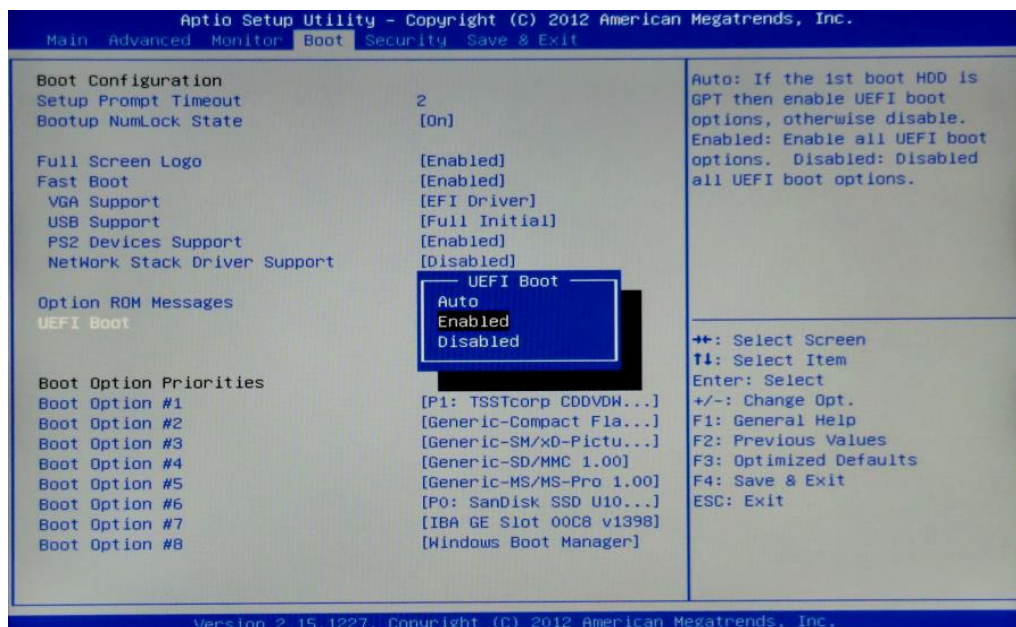 Aptio Setup Utility – Copyright (C) 2012 American Megatrends, Inc.
Main Advanced Monitor Boot Security Save & Exit
Boot Configuration
Setup Prompt Timeout 2
Bootup NumLock State [On]
Full Screen Logo [Enabled]
Fast Boot [Enabled]
VGA Support [EFI Driver]
USB Support [Full Initial]
PS2 Devices Support [Enabled]
NetWork Stack Driver Support [Disabled]
Option ROM Messages
UEFI Boot
UEFI Boot
Auto
Enabled
Disabled
Boot Option Priorities
Boot Option #1 [P1: TSSTcorp CDDVDW...]
Boot Option #2 [Generic-Compact Fla...]
Boot Option #3 [Generic-SM/xD-Pictu...]
Boot Option #4 [Generic-SD/MMC 1.00]
Boot Option #5 [Generic-MS/MS-Pro 1.00]
Boot Option #6 [P0: SanDisk SSD U10...]
Boot Option #7 [IBA GE Slot 00C8 v1398]
Boot Option #8 [Windows Boot Manager]
Auto: If the 1st boot HDD is
GPT then enable UEFI boot
options, otherwise disable.
Enabled: Enable all UEFI boot
options. Disabled: Disabled
all UEFI boot options.
→←: Select Screen
↑↓: Select Item
Enter: Select
+/-: Change Opt.
F1: General Help
F2: Previous Values
F3: Optimized Defaults
F4: Save & Exit
ESC: Exit
Version 2.15.1227. Copyright (C) 2012 American Megatrends, Inc.